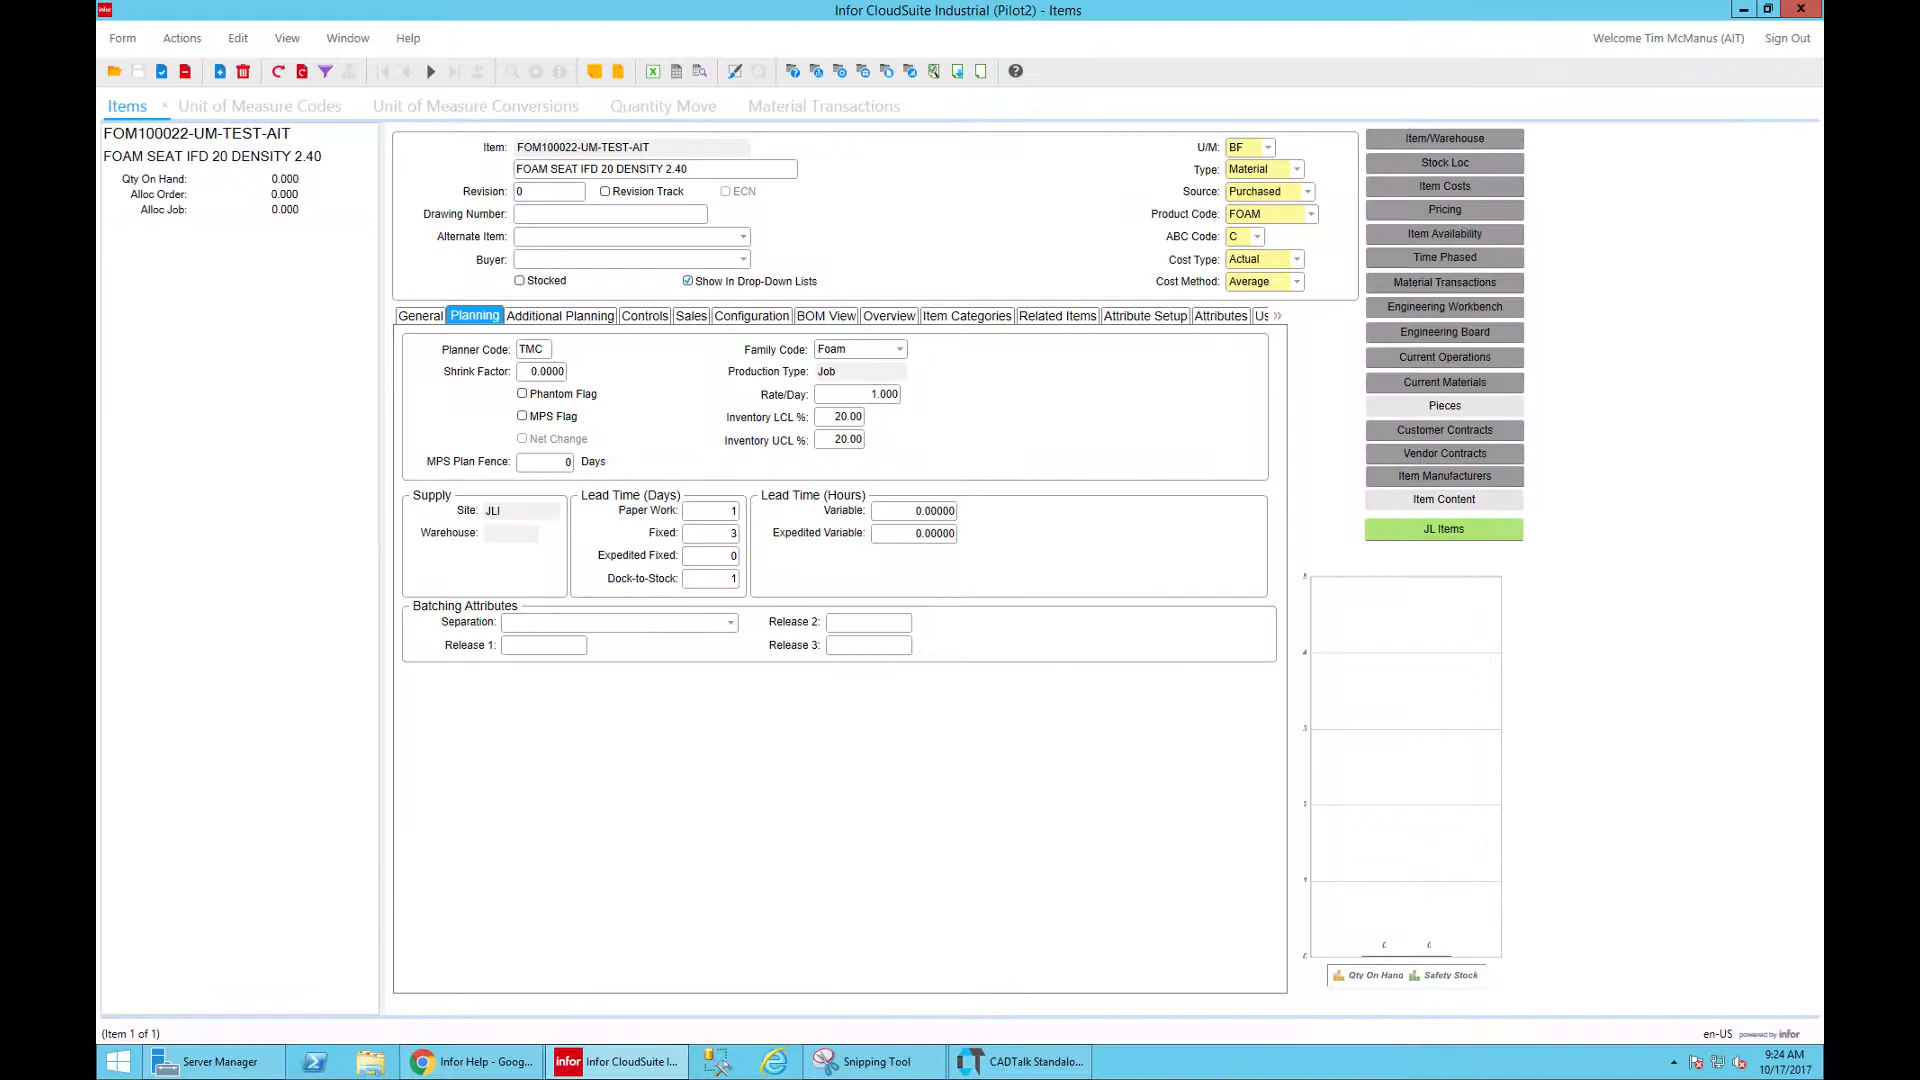 infor
Infor CloudSuite Industrial (Pilot2) - Items
Form Actions Edit View Window Help
Welcome Tim McManus (AIT) Sign Out
Items × Unit of Measure Codes Unit of Measure Conversions Quantity Move Material Transactions
FOM100022-UM-TEST-AIT
FOAM SEAT IFD 20 DENSITY 2.40
Qty On Hand: 0.000
Alloc Order: 0.000
Alloc Job: 0.000
Item: FOM100022-UM-TEST-AIT
FOAM SEAT IFD 20 DENSITY 2.40
Revision: 0 Revision Track ECN
Drawing Number:
Alternate Item:
Buyer:
Stocked Show In Drop-Down Lists
U/M: BF
Type: Material
Source: Purchased
Product Code: FOAM
ABC Code: C
Cost Type: Actual
Cost Method: Average
General Planning Additional Planning Controls Sales Configuration BOM View Overview Item Categories Related Items Attribute Setup Attributes Us »
Planner Code: TMC
Shrink Factor: 0.0000
Phantom Flag
MPS Flag
Net Change
MPS Plan Fence: 0 Days
Family Code: Foam
Production Type: Job
Rate/Day: 1.000
Inventory LCL %: 20.00
Inventory UCL %: 20.00
Supply
Site: JLI
Warehouse:
Lead Time (Days)
Paper Work: 1
Fixed: 3
Expedited Fixed: 0
Dock-to-Stock: 1
Lead Time (Hours)
Variable: 0.00000
Expedited Variable: 0.00000
Batching Attributes
Separation:
Release 1:
Release 2:
Release 3:
Item/Warehouse
Stock Loc
Item Costs
Pricing
Item Availability
Time Phased
Material Transactions
Engineering Workbench
Engineering Board
Current Operations
Current Materials
Pieces
Customer Contracts
Vendor Contracts
Item Manufacturers
Item Content
JL Items
4
3
2
1
Qty On Hand Safety Stock
(Item 1 of 1)
en-US powered by infor
Server Manager
Infor Help - Goog...
infor Infor CloudSuite I...
Snipping Tool
CADTalk Standalo...
9:24 AM
10/17/2017